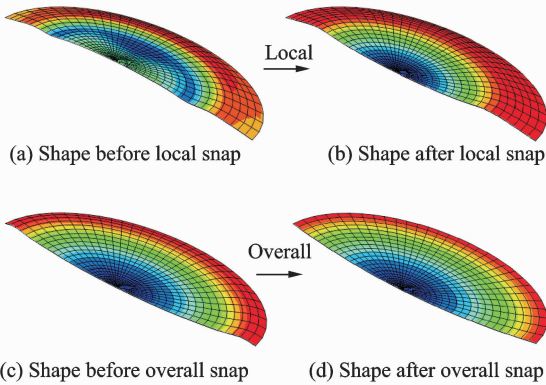 Local
(a) Shape before local snap
(b) Shape after local snap
Overall
(c) Shape before overall snap
(d) Shape after overall snap